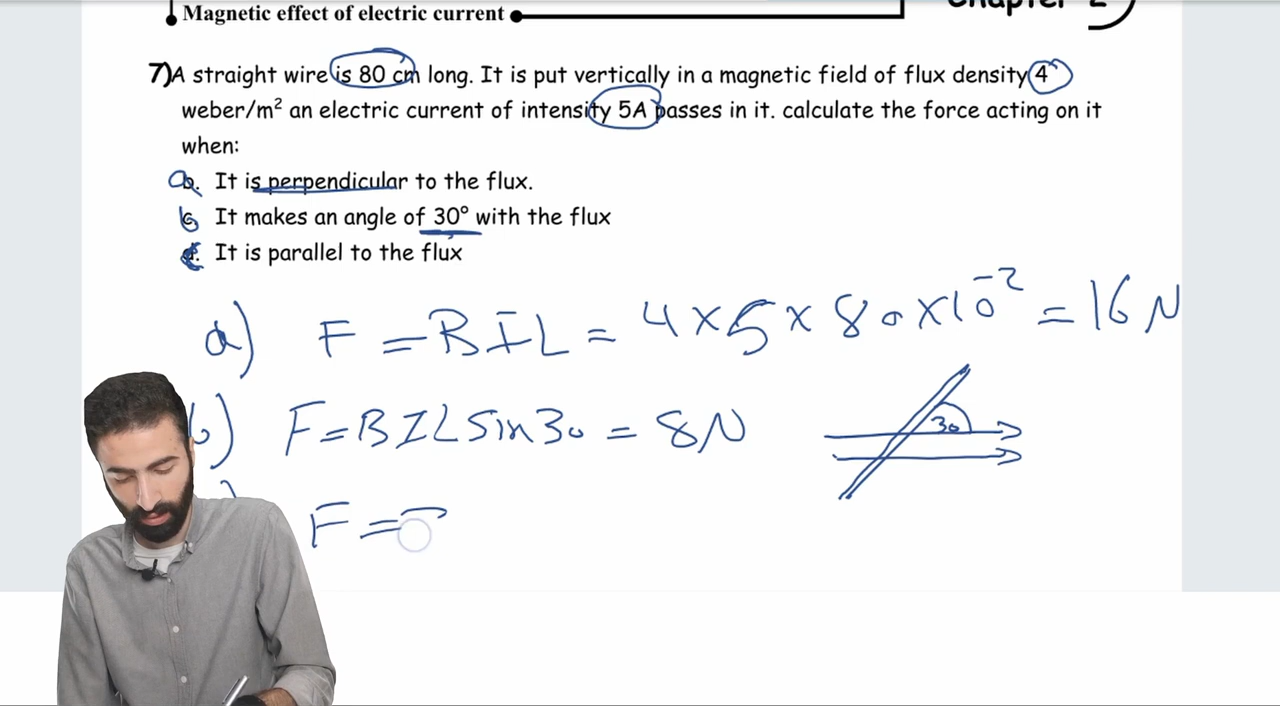 Magnetic effect of electric current
Chapter 2
7) A straight wire is 80 cm long. It is put vertically in a magnetic field of flux density 4
weber/m² an electric current of intensity 5A passes in it. calculate the force acting on it
when:
a. It is perpendicular to the flux.
b. It makes an angle of 30° with the flux
c. It is parallel to the flux
a) F = BIL = 4×5×80×10⁻² = 16 N
b) F=BIL Sin30 = 8N
30
) F =